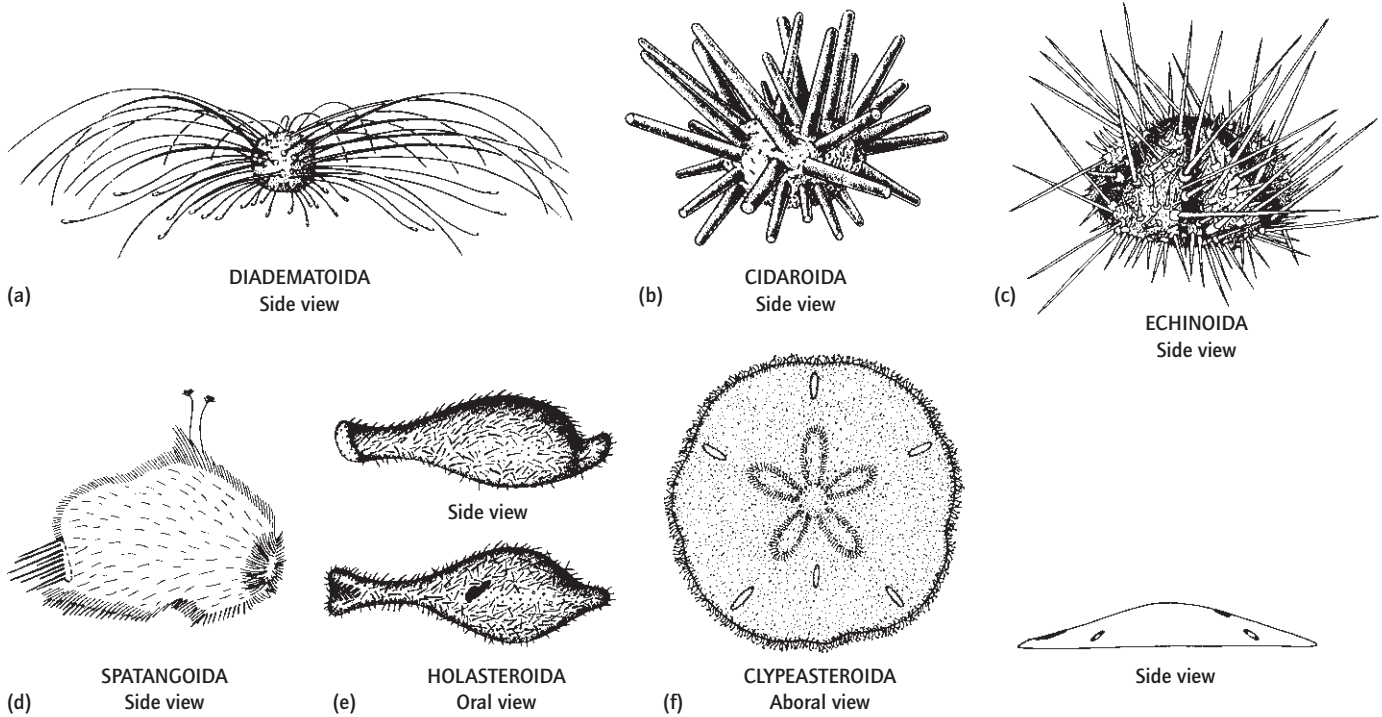 DIADEMATOIDA
Side view
(a)
CIDAROIDA
Side view
(b)
ECHINOIDA
Side view
(c)
SPATANGOIDA
Side view
(d)
Side view
HOLASTEROIDA
Oral view
(e)
CLYPEASTEROIDA
Aboral view
(f)
Side view